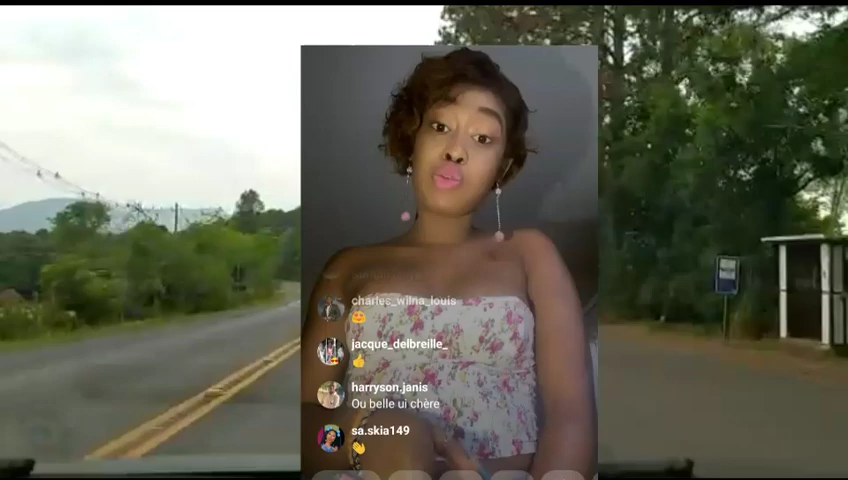 charles_wilna_louis
😍
jacque_delbreille_
👍
harryson.janis
Ou belle ui chère
sa.skia149
👏